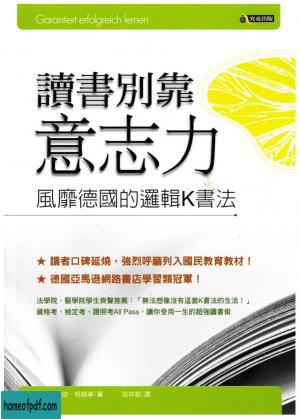 Garantiert erfolgreich lernen
究竟出版
讀書別靠
意志力
風靡德國的邏輯K書法
★ 讀者口碑延燒，強烈呼籲列入國民教育教材！
★ 德國亞馬遜網路書店學習類冠軍！
法學院、醫學院學生齊聲推薦：「無法想像沒有這套K書法的生活！」
資格考、檢定考、證照考All Pass，讓你受用一生的超強讀書術
homeofpdf.com
莊仲黎/譯